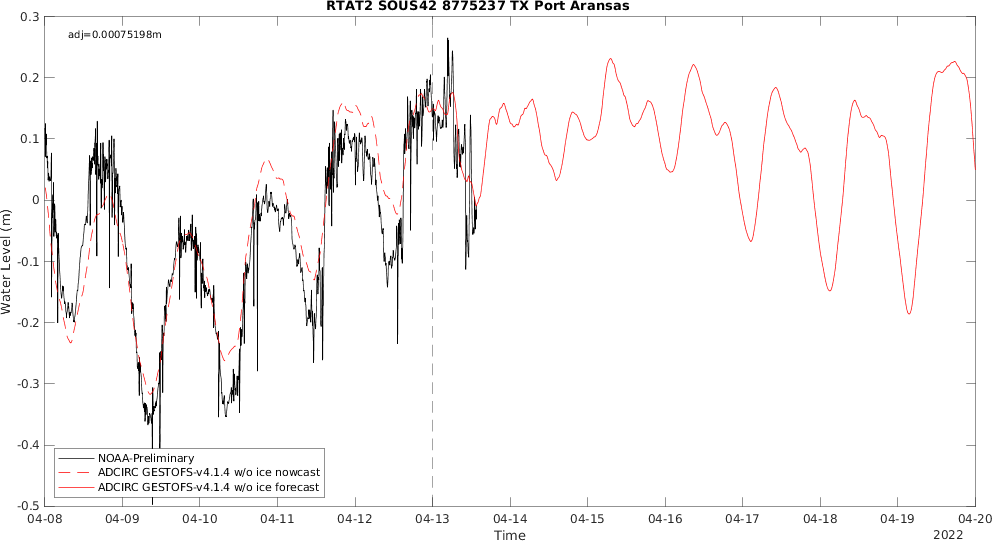 RTAT2 SOUS42 8775237 TX Port Aransas
adj=0.00075198m
0.3
0.2
0.1
0
-0.1
-0.2
-0.3
-0.4
-0.5
Water Level (m)
NOAA-Preliminary
ADCIRC GESTOFS-v4.1.4 w/o ice nowcast
ADCIRC GESTOFS-v4.1.4 w/o ice forecast
04-08 04-09 04-10 04-11 04-12 04-13 04-14 04-15 04-16 04-17 04-18 04-19 04-20
Time
2022